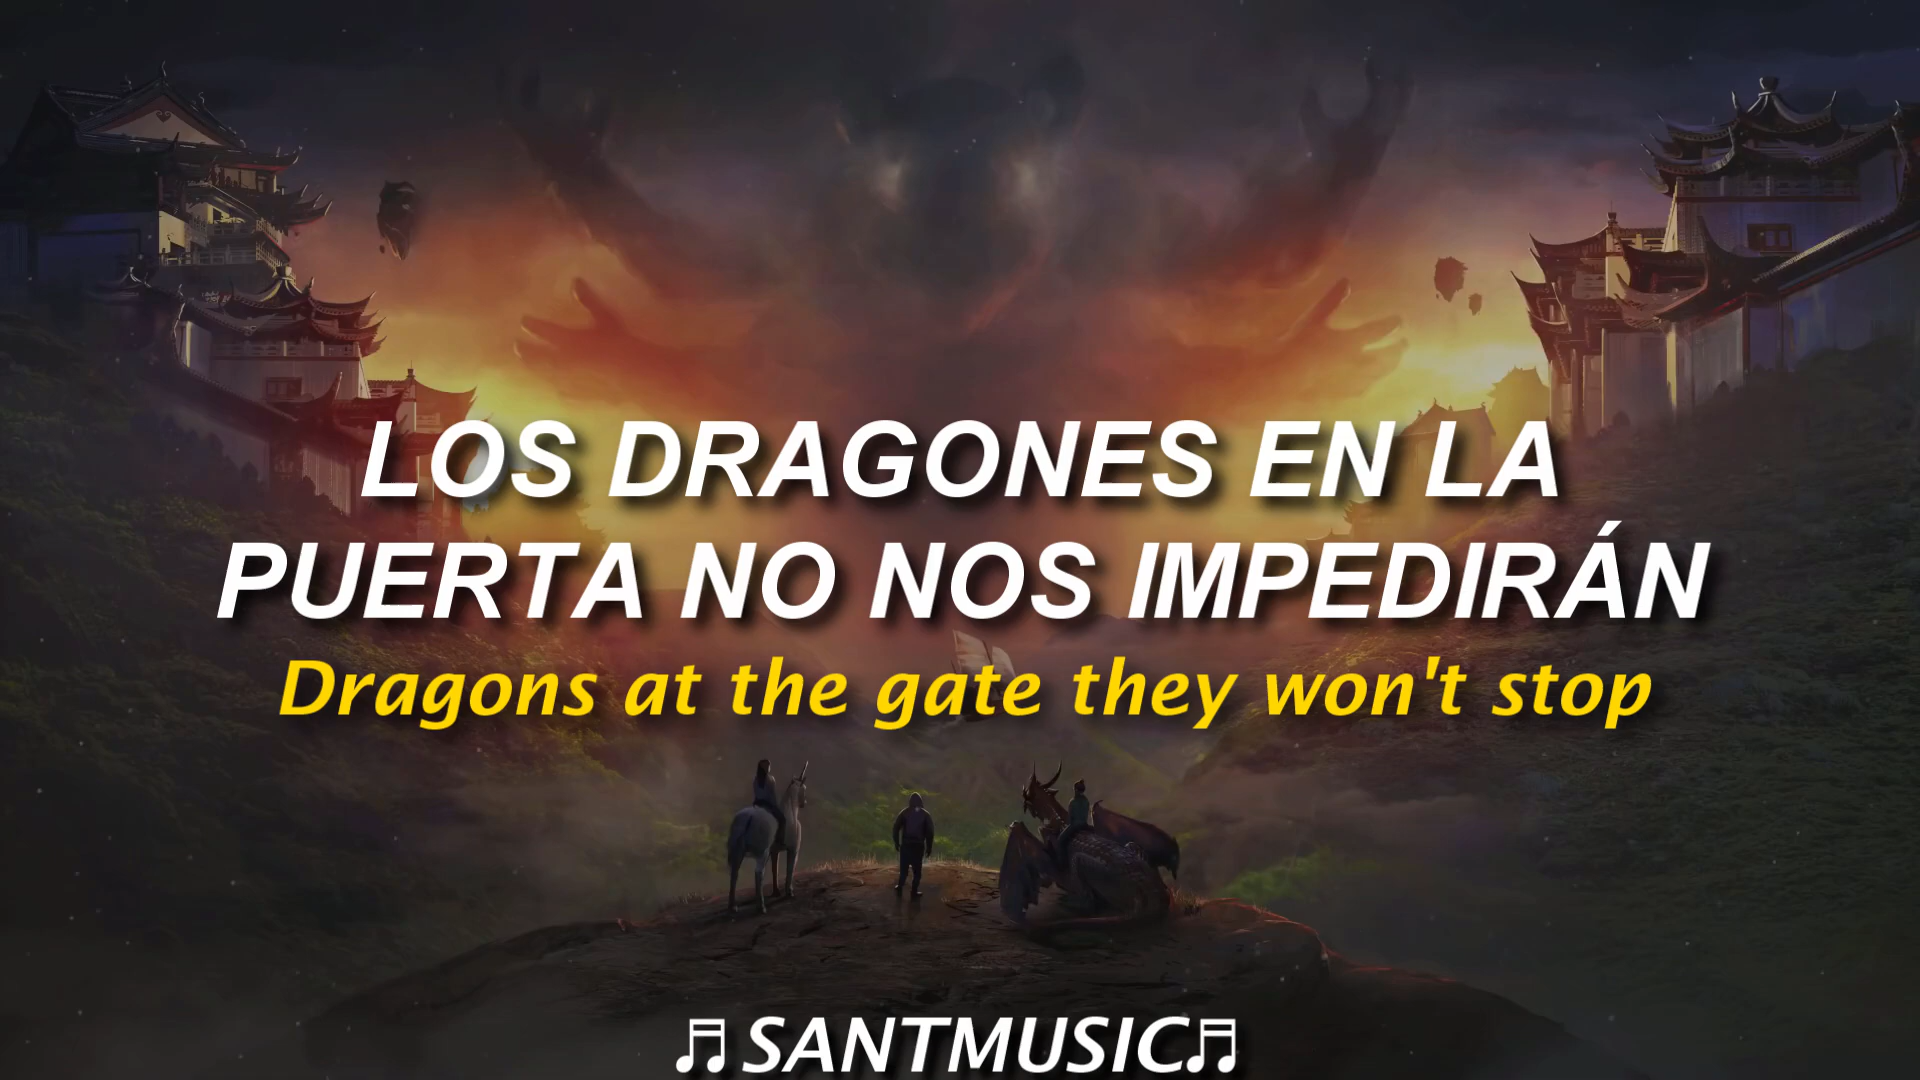 LOS DRAGONES EN LA
PUERTA NO NOS IMPEDIRÁN
Dragons at the gate they won't stop
♬SANTMUSIC♬